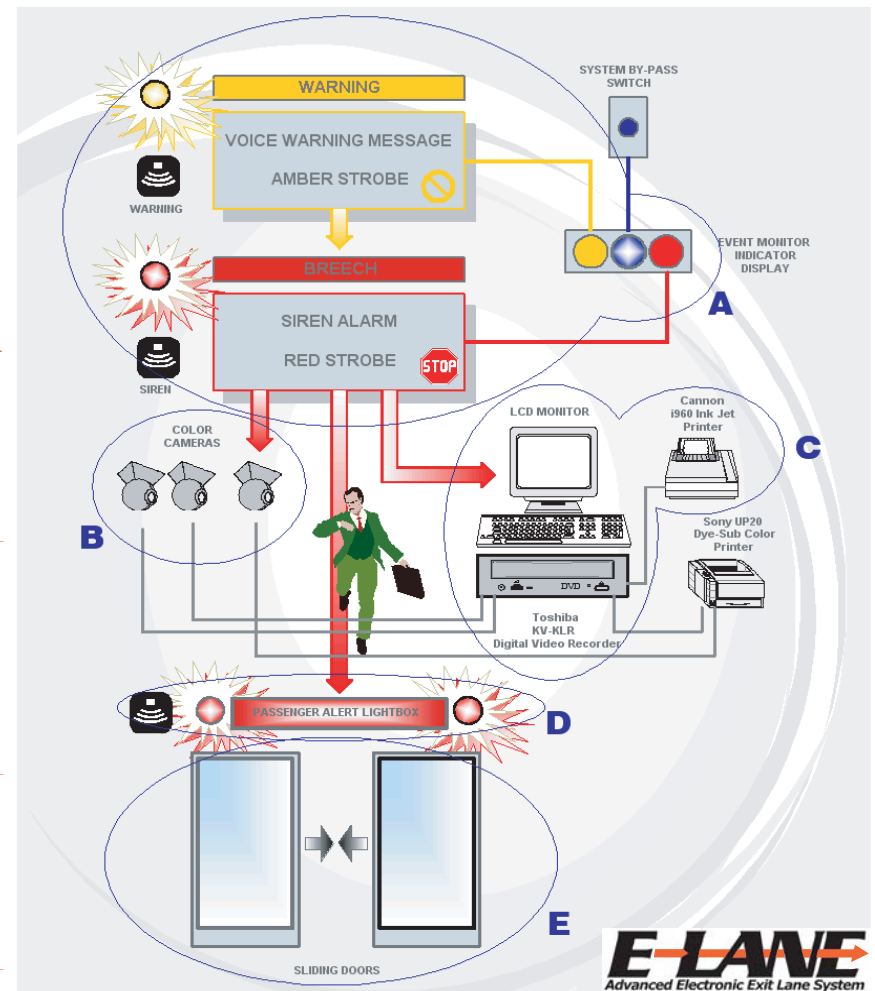 SYSTEM BY-PASS
SWITCH
WARNING
VOICE WARNING MESSAGE
AMBER STROBE
WARNING
EVENT MONITOR
INDICATOR
DISPLAY
BREECH
A
SIREN ALARM
RED STROBE
STOP
SIREN
COLOR
CAMERAS
B
LCD MONITOR
Cannon
i960 Ink Jet
Printer
C
Sony UP20
Dye-Sub Color
Printer
DVD
Toshiba
KV-KLR
Digital Video Recorder
PASSENGER ALERT LIGHTBOX
D
E
SLIDING DOORS
E-LANE
Advanced Electronic Exit Lane System